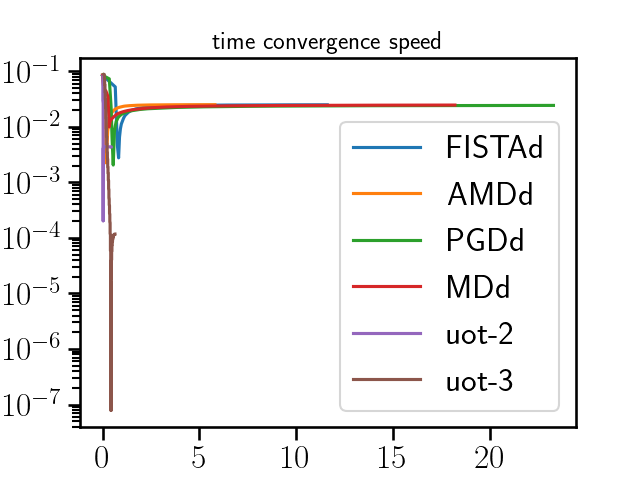 time convergence speed
10⁻¹
10⁻²
10⁻³
10⁻⁴
10⁻⁵
10⁻⁶
10⁻⁷
FISTAd
AMDd
PGDd
MDd
uot-2
uot-3
0 5 10 15 20